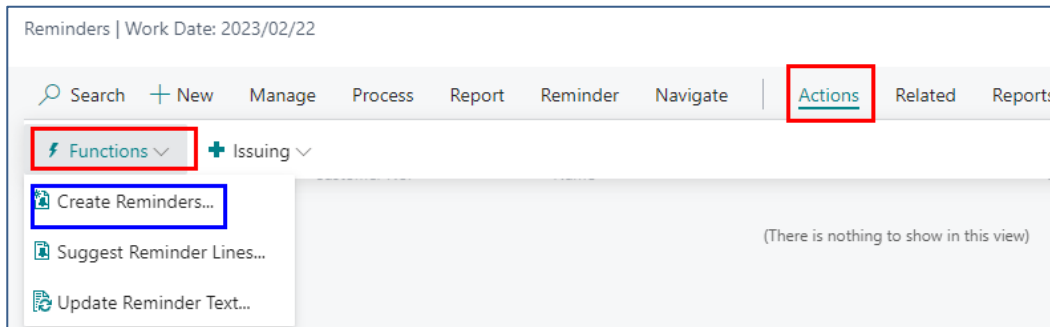 Reminders | Work Date: 2023/02/22
Search New Manage Process Report Reminder Navigate Actions Related Reports
Functions Issuing
Create Reminders...
(There is nothing to show in this view)
Suggest Reminder Lines...
Update Reminder Text...